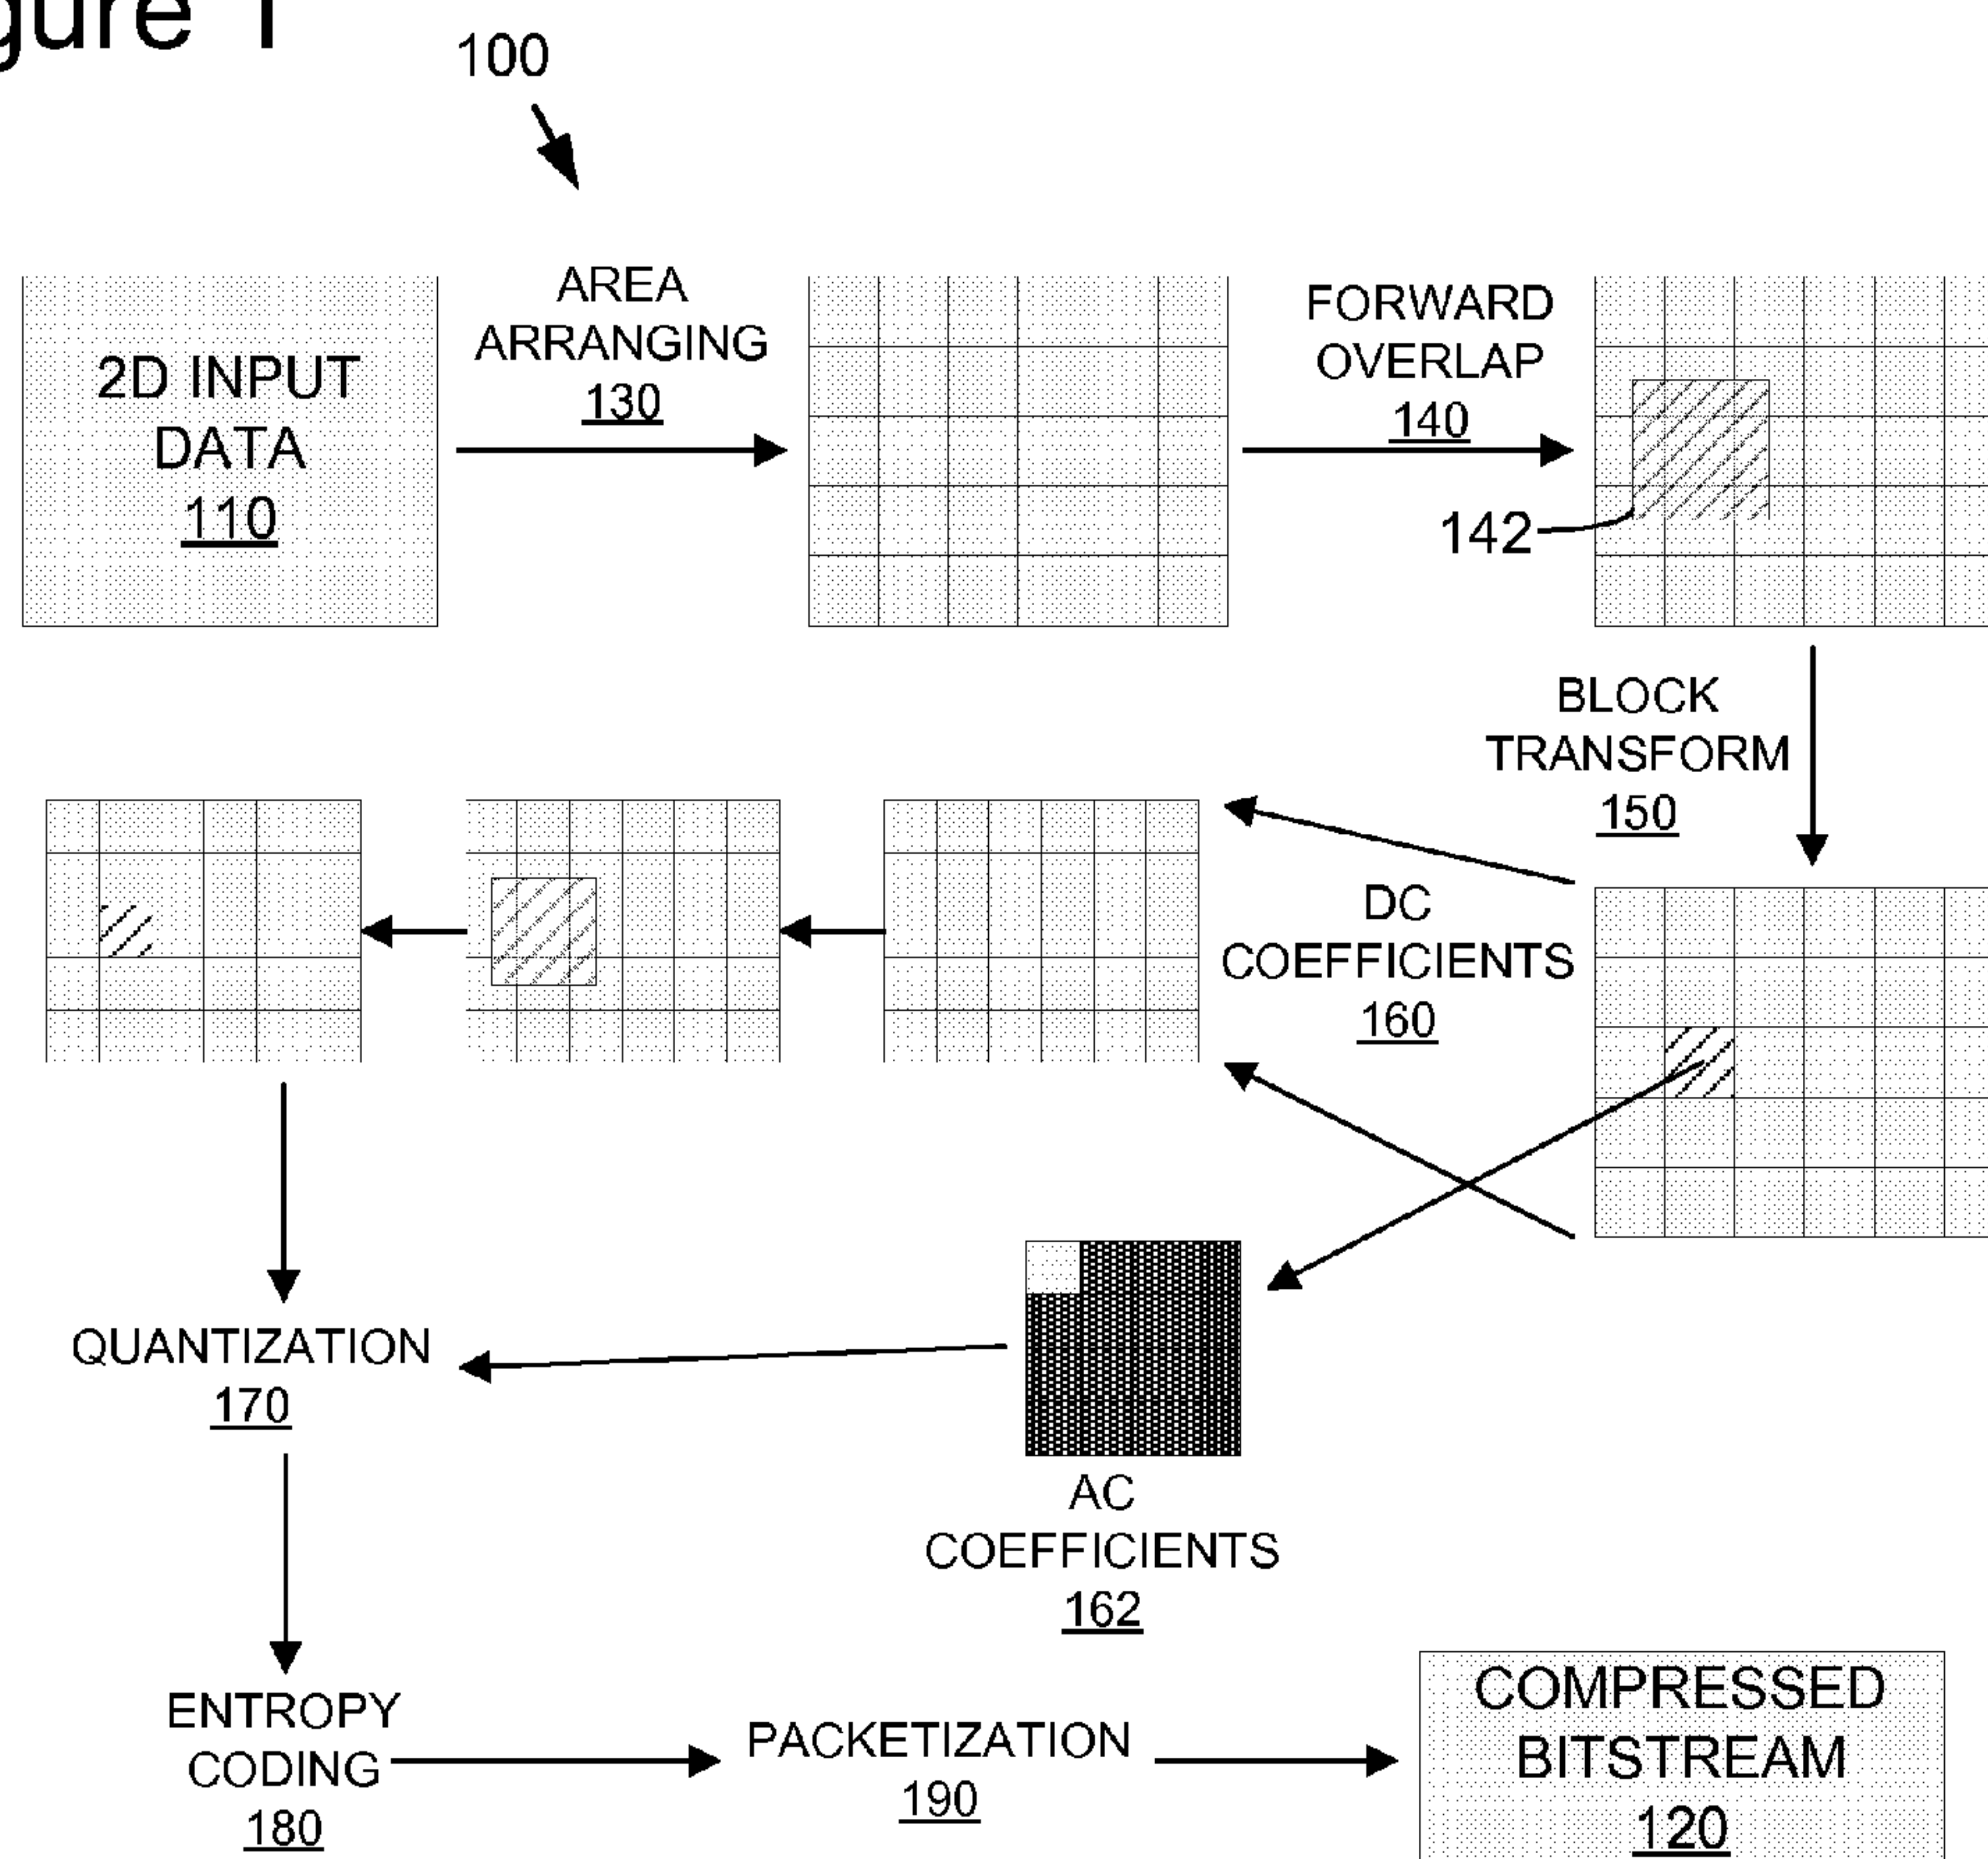 gure 1
100
AREA
ARRANGING
130
FORWARD
OVERLAP
140
2D INPUT
DATA
110
142
BLOCK
TRANSFORM
150
DC
COEFFICIENTS
160
QUANTIZATION
170
AC
COEFFICIENTS
162
ENTROPY
CODING
180
PACKETIZATION
190
COMPRESSED
BITSTREAM
120